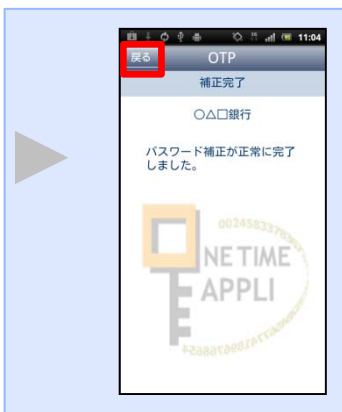 11:04
戻る
OTP
補正完了
○△□銀行
パスワード補正が正常に完了
しました。
NE TIME
APPLI